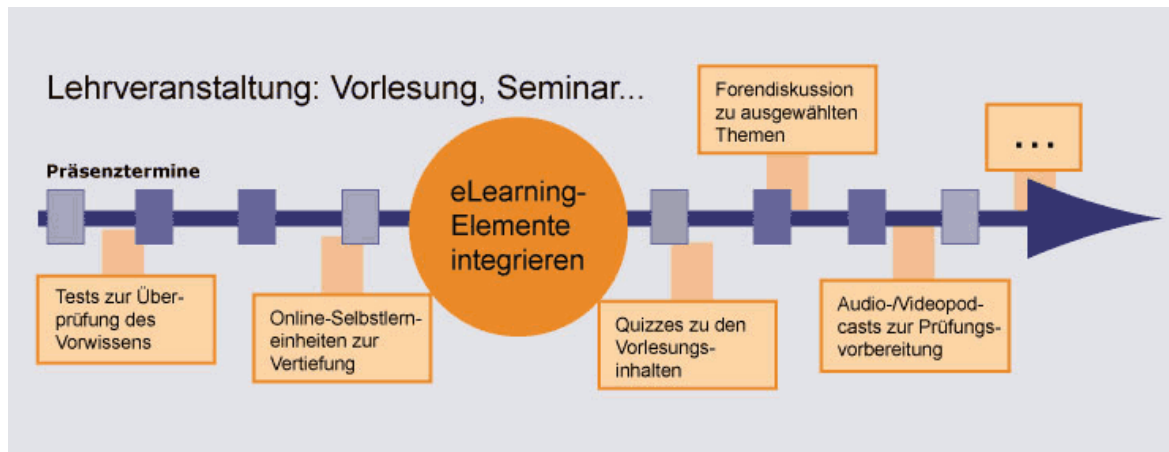 Lehrveranstaltung: Vorlesung, Seminar...
Präsenztermine
Tests zur Über-
prüfung des
Vorwissens
Online-Selbstlern-
einheiten zur
Vertiefung
eLearning-
Elemente
integrieren
Quizzes zu den
Vorlesungs-
inhalten
Forendiskussion
zu ausgewählten
Themen
Audio-/Videopod-
casts zur Prüfungs-
vorbereitung
...